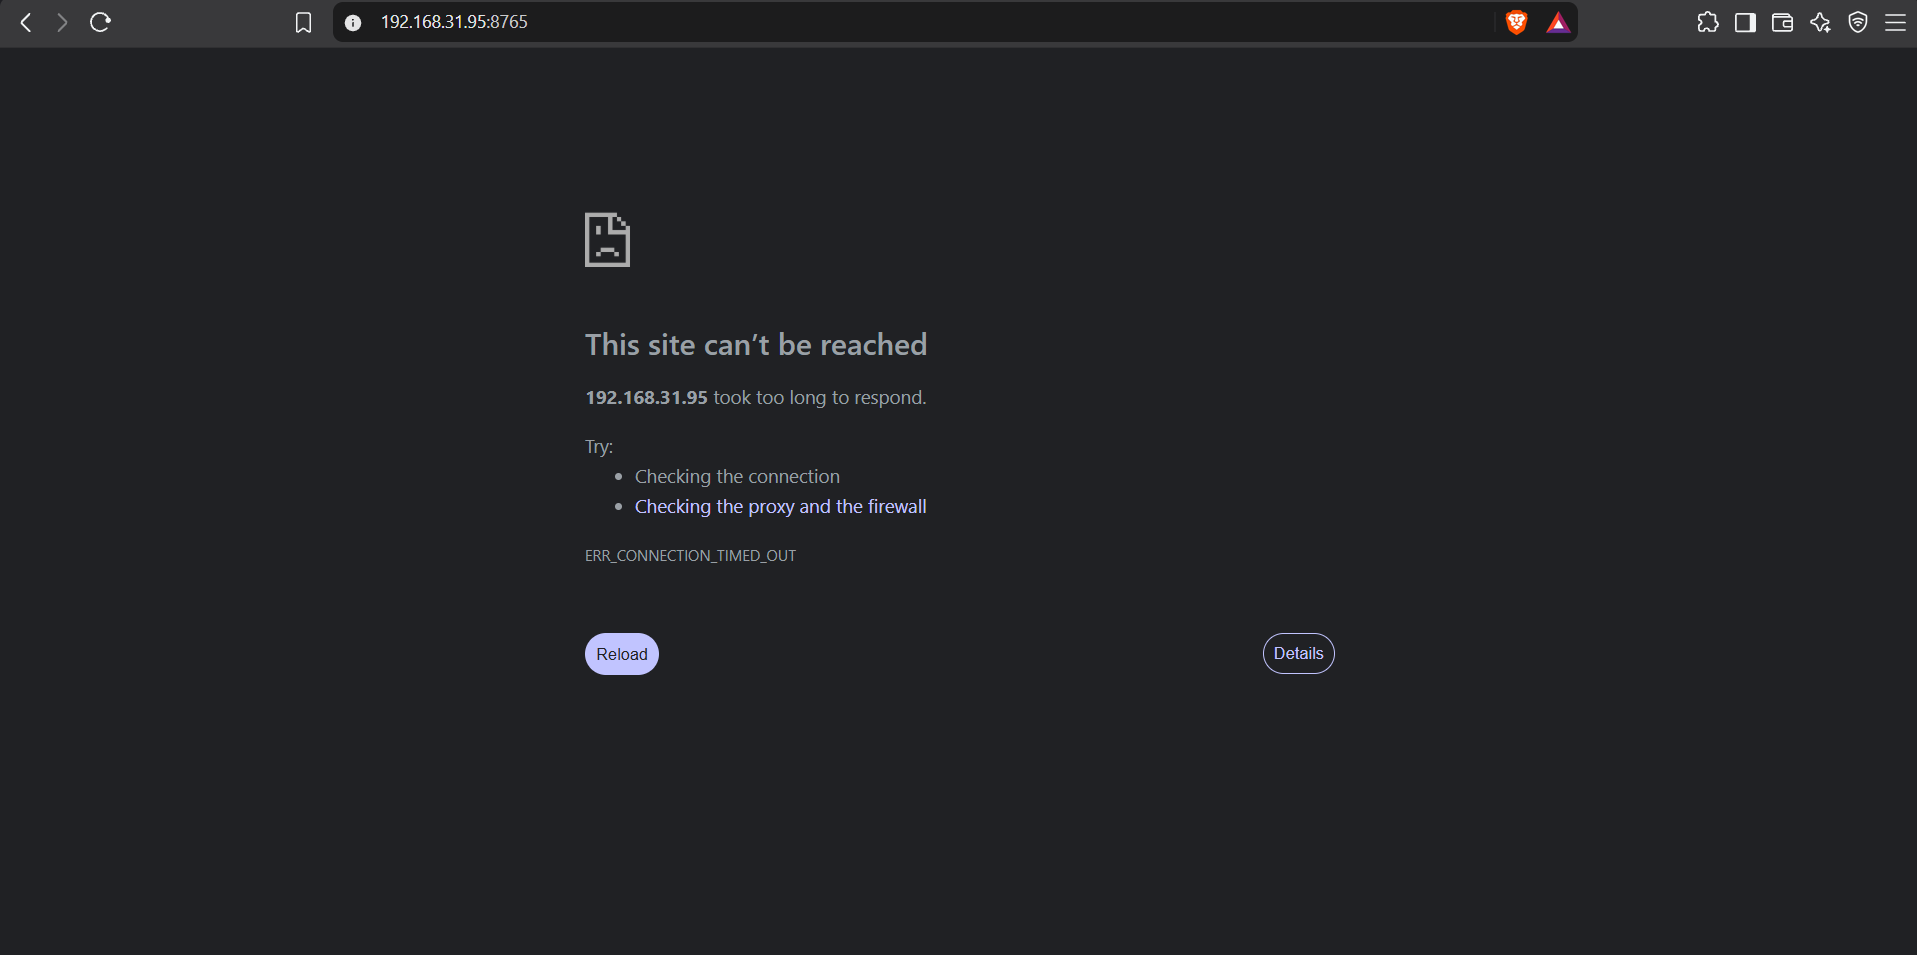 192.168.31.95:8765
This site can’t be reached
192.168.31.95 took too long to respond.
Try:
Checking the connection
Checking the proxy and the firewall
ERR_CONNECTION_TIMED_OUT
Reload
Details